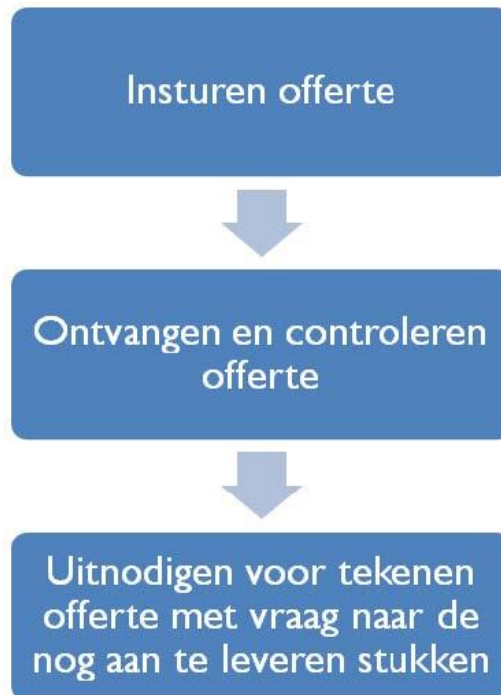 Insturen offerte
Ontvangen en controleren
offerte
Uitnodigen voor tekenen
offerte met vraag naar de
nog aan te leveren stukken